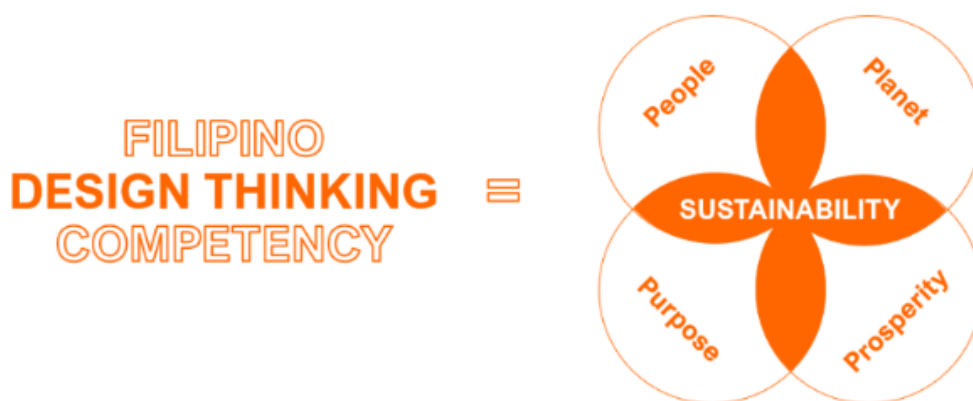 FILIPINO
DESIGN THINKING
COMPETENCY
=
People
Planet
SUSTAINABILITY
Purpose
Prosperity